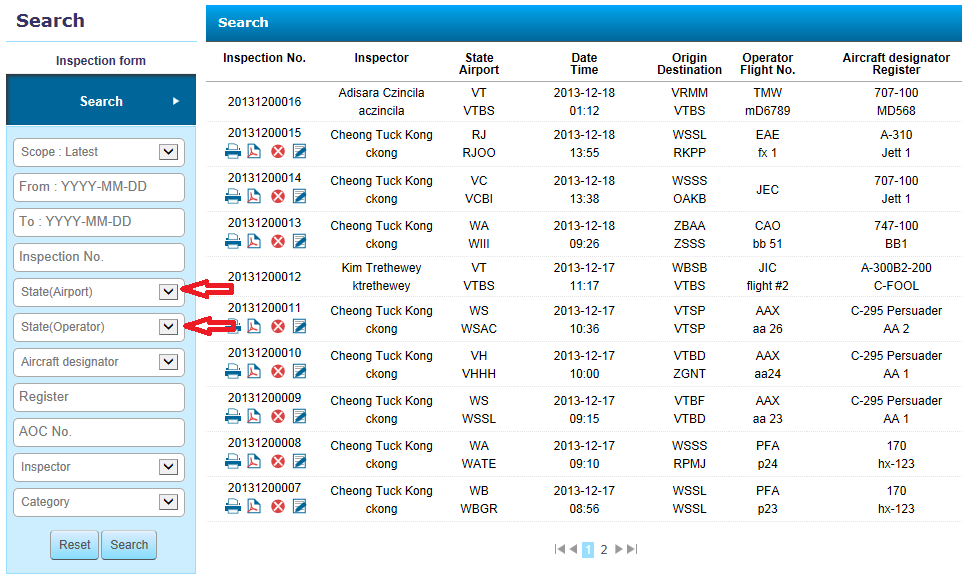 Search
Inspection form
Search
Scope : Latest
From : YYYY-MM-DD
To : YYYY-MM-DD
Inspection No.
State(Airport)
State(Operator)
Aircraft designator
Register
AOC No.
Inspector
Category
Reset Search
Search
Inspection No. Inspector State Date Origin Operator Aircraft designator
Airport Time Destination Flight No. Register
20131200016 Adisara Czincila VT 2013-12-18 VRMM TMW 707-100
aczincila VTBS 01:12 VTBS mD6789 MD568
20131200015 Cheong Tuck Kong RJ 2013-12-18 WSSL EAE A-310
ckong RJOO 13:55 RKPP fx 1 Jett 1
20131200014 Cheong Tuck Kong VC 2013-12-18 WSSS JEC 707-100
ckong VCBI 13:38 OAKB Jett 1
20131200013 Cheong Tuck Kong WA 2013-12-18 ZBAA CAO 747-100
ckong WIII 09:26 ZSSS bb 51 BB1
20131200012 Kim Trethewey VT 2013-12-17 WBSB JIC A-300B2-200
ktrethewey VTBS 11:17 VTBS flight #2 C-FOOL
20131200011 Cheong Tuck Kong WS 2013-12-17 VTSP AAX C-295 Persuader
ckong WSAC 10:36 VTSP aa 26 AA 2
20131200010 Cheong Tuck Kong VH 2013-12-17 VTBD AAX C-295 Persuader
ckong VHHH 10:00 ZGNT aa24 AA 1
20131200009 Cheong Tuck Kong WS 2013-12-17 VTBF AAX C-295 Persuader
ckong WSSL 09:15 VTBD aa 23 AA 1
20131200008 Cheong Tuck Kong WA 2013-12-17 WSSS PFA 170
ckong WATE 09:10 RPMJ p24 hx-123
20131200007 Cheong Tuck Kong WB 2013-12-17 WSSL PFA 170
ckong WBGR 08:56 WSSL p23 hx-123
1 2